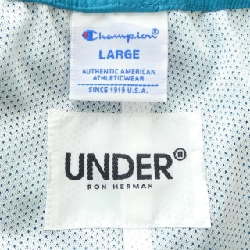 Champion
LARGE
AUTHENTIC AMERICAN
ATHLETICWEAR
SINCE 1919 U.S.A.
UNDER R
RON HERMAN